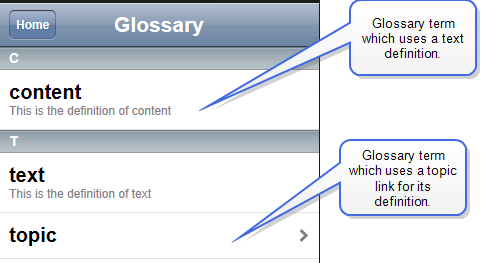 Home
Glossary
C
content
This is the definition of content
T
text
This is the definition of text
topic
Glossary term
which uses a text
definition.
Glossary term
which uses a topic
link for its
definition.